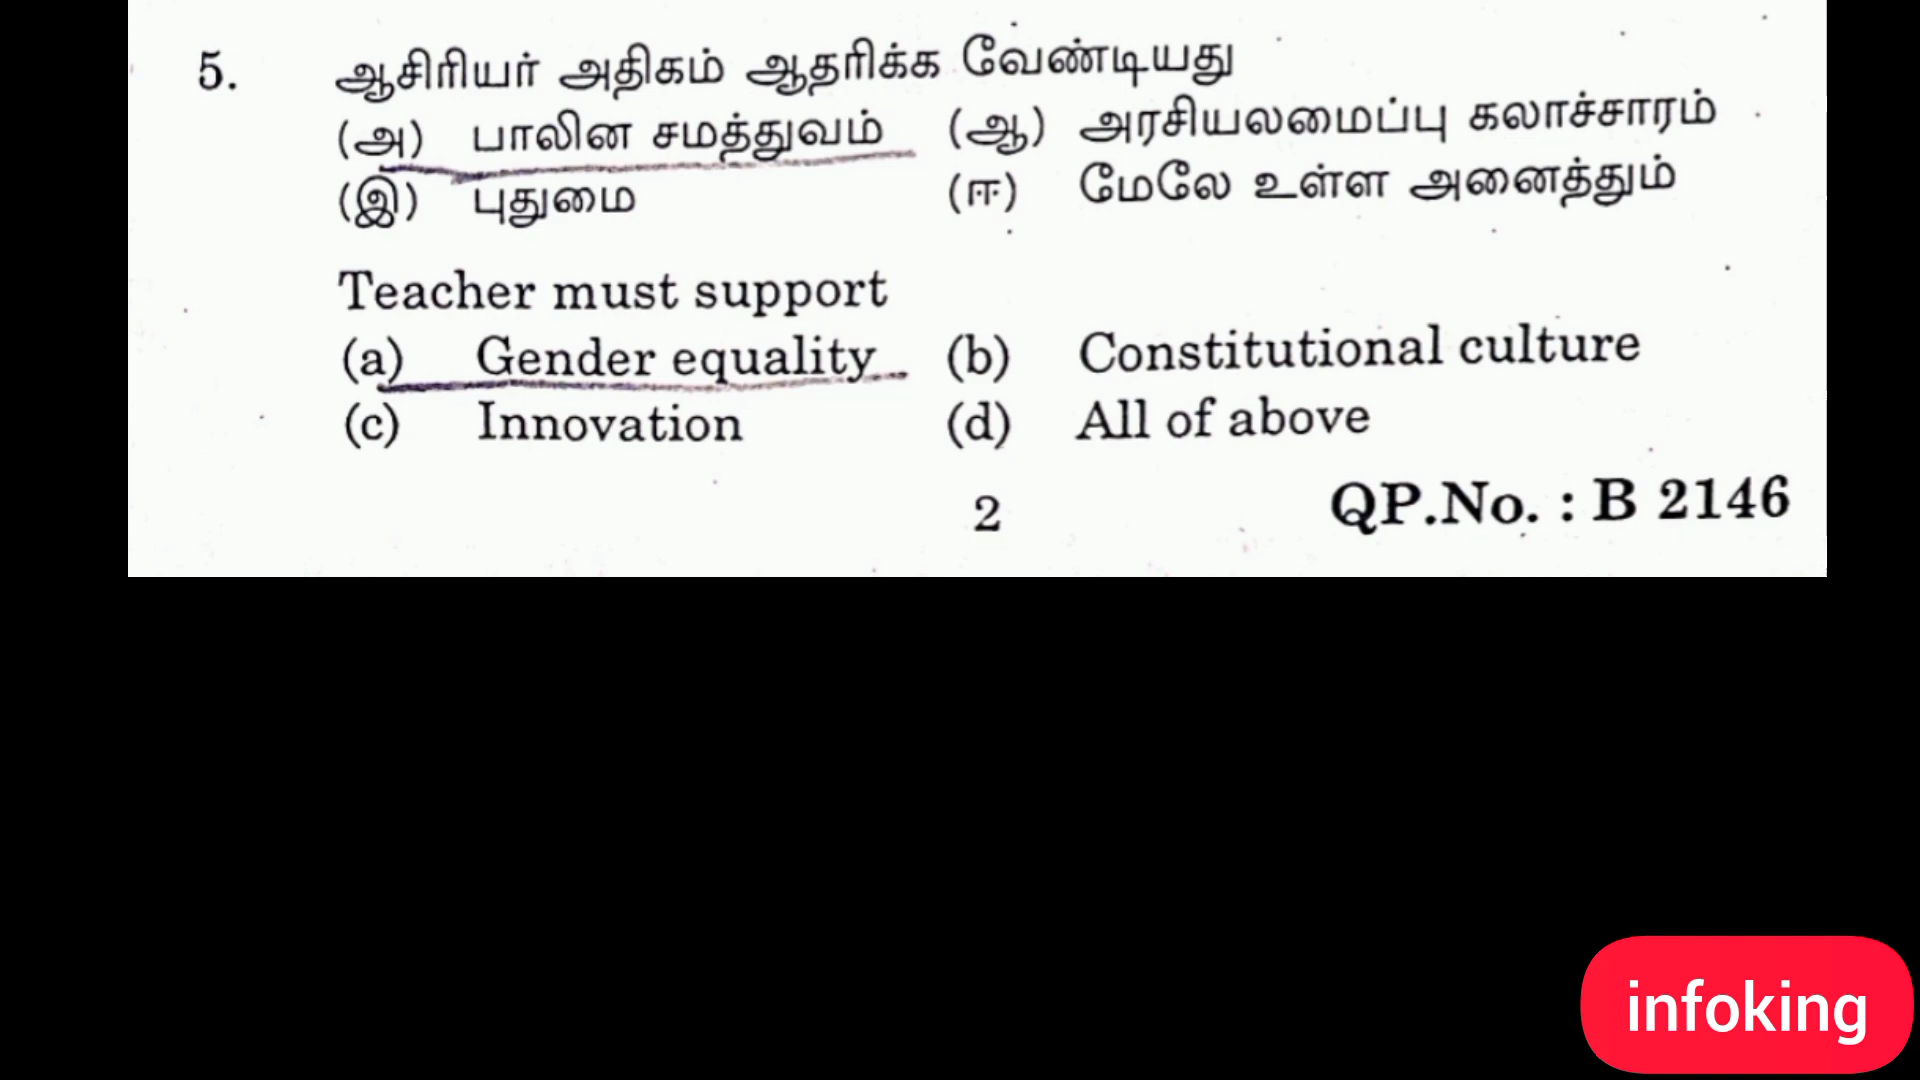 5. ஆசிரியர் அதிகம் ஆதரிக்க வேண்டியது
(அ) பாலின சமத்துவம் (ஆ) அரசியலமைப்பு கலாச்சாரம்
(இ) புதுமை (ஈ) மேலே உள்ள அனைத்தும்
Teacher must support
(a) Gender equality (b) Constitutional culture
(c) Innovation (d) All of above
2 QP.No. : B 2146
infoking